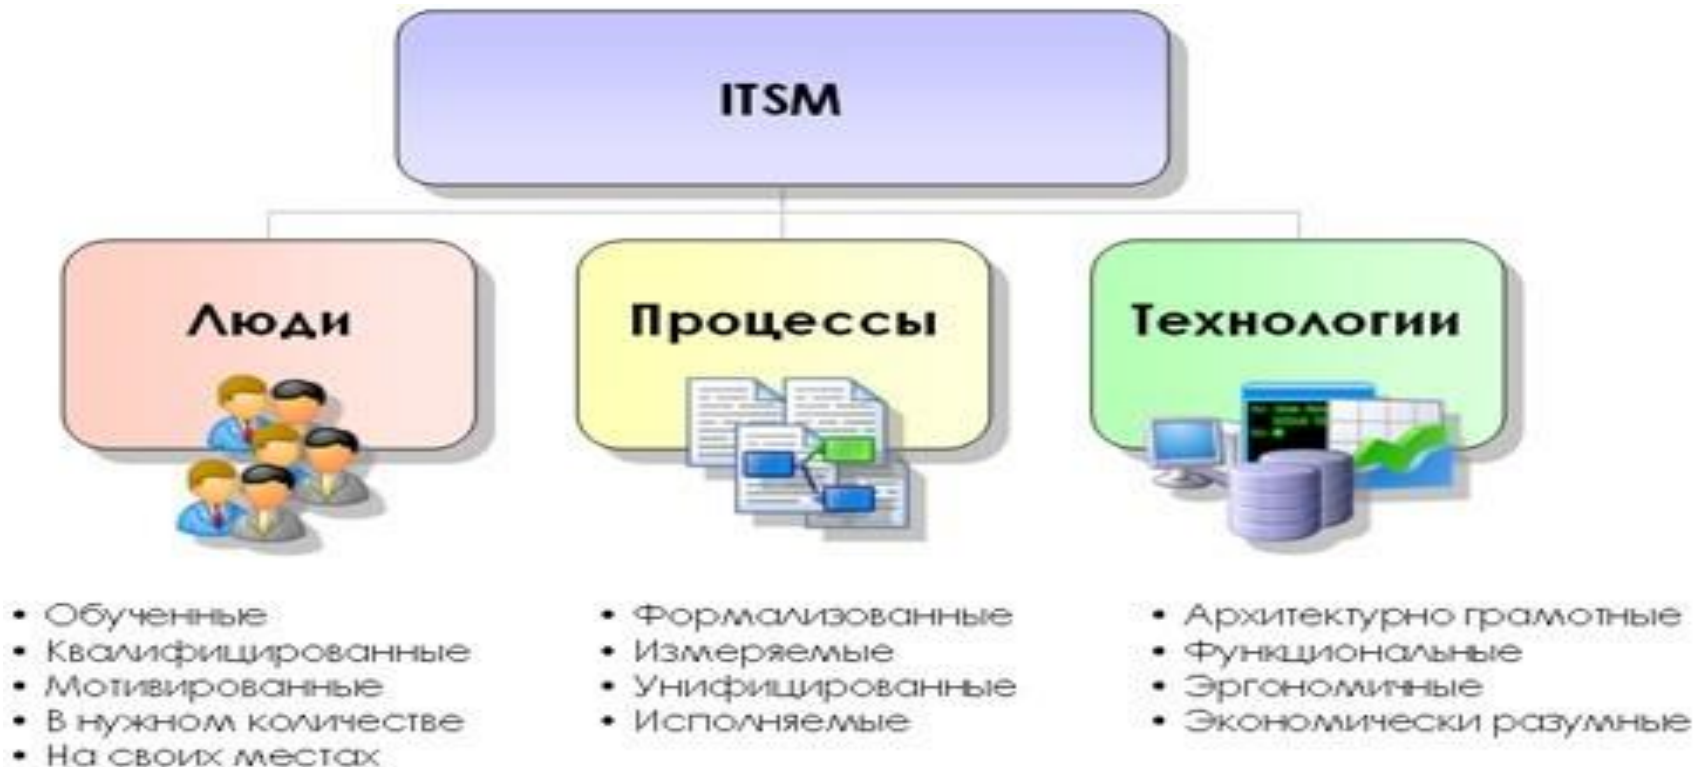 ITSM
Люди
Процессы
Технологии
• Обученные
• Квалифицированные
• Мотивированные
• В нужном количестве
• На своих местах
• Формализованные
• Измеряемые
• Унифицированные
• Исполняемые
• Архитектурно грамотные
• Функциональные
• Эргономичные
• Экономически разумные